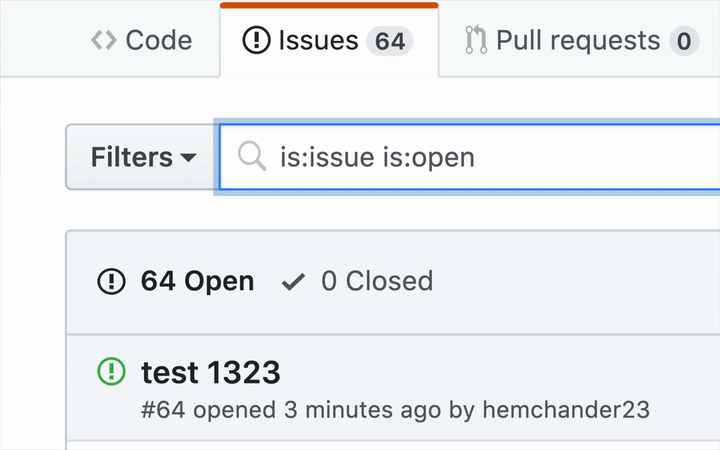 Code Issues 64 Pull requests 0
Filters is:issue is:open
64 Open 0 Closed
test 1323
#64 opened 3 minutes ago by hemchander23